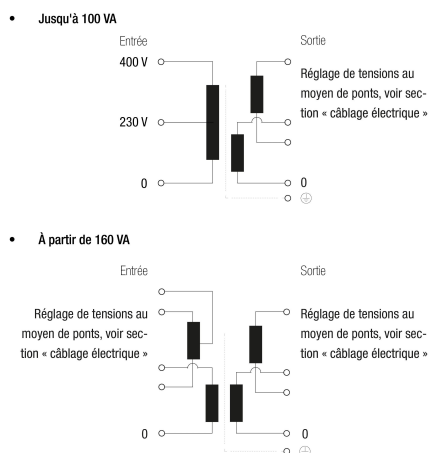 • Jusqu'à 100 VA
Entrée
Sortie
400 V
Réglage de tensions au
moyen de ponts, voir sec-
tion « câblage électrique »
230 V
0
0
• À partir de 160 VA
Entrée
Sortie
Réglage de tensions au
moyen de ponts, voir sec-
tion « câblage électrique »
Réglage de tensions au
moyen de ponts, voir sec-
tion « câblage électrique »
0
0